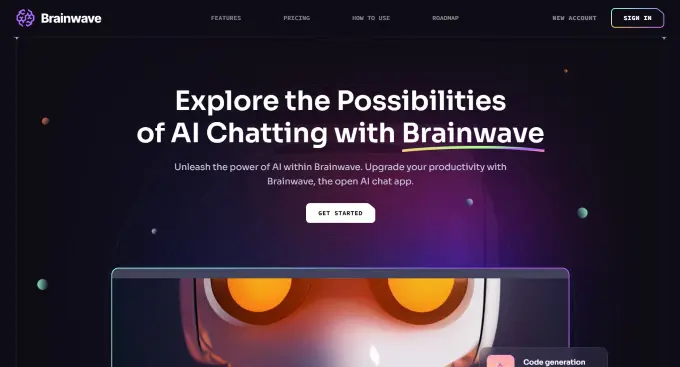 Brainwave
FEATURES
PRICING
HOW TO USE
ROADMAP
NEW ACCOUNT
SIGN IN
Explore the Possibilities
of AI Chatting with Brainwave
Unleash the power of AI within Brainwave. Upgrade your productivity with
Brainwave, the open AI chat app.
GET STARTED
Code generation